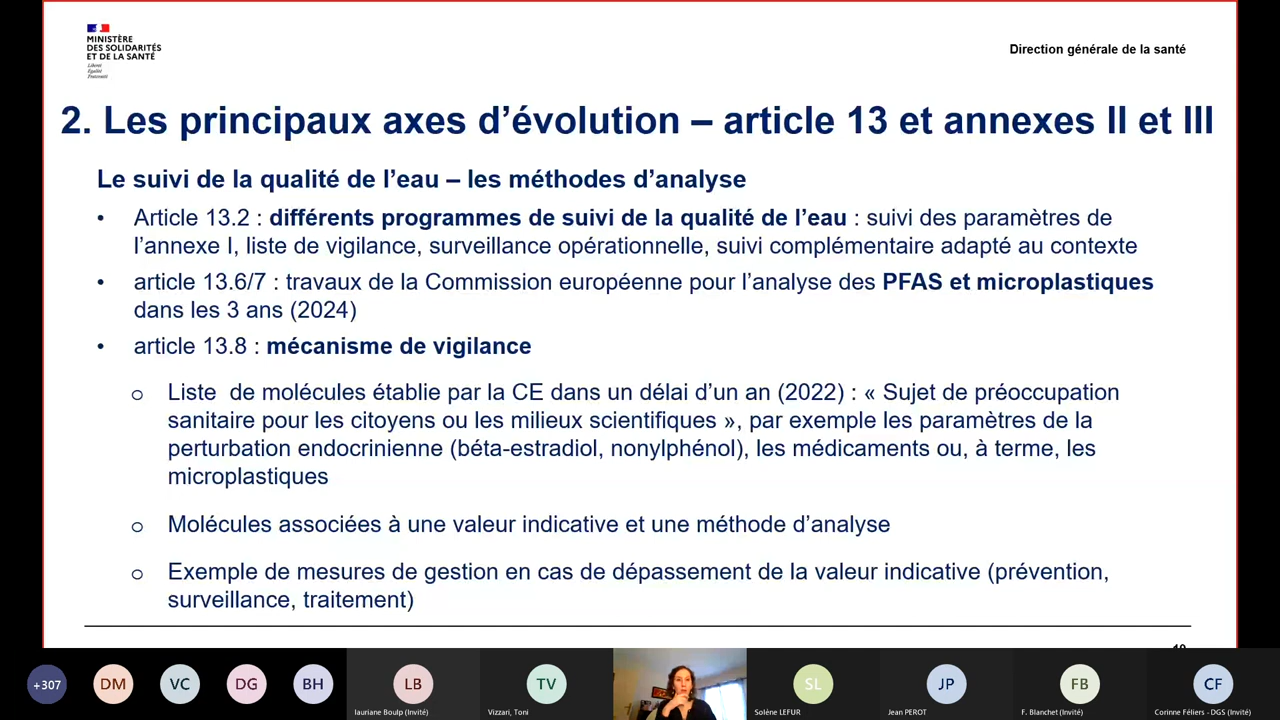 MINISTÈRE
DES SOLIDARITÉS
ET DE LA SANTÉ
Liberté
Égalité
Fraternité
Direction générale de la santé
2. Les principaux axes d’évolution – article 13 et annexes II et III
Le suivi de la qualité de l’eau – les méthodes d’analyse
• Article 13.2 : différents programmes de suivi de la qualité de l’eau : suivi des paramètres de
l’annexe I, liste de vigilance, surveillance opérationnelle, suivi complémentaire adapté au contexte
• article 13.6/7 : travaux de la Commission européenne pour l’analyse des PFAS et microplastiques
dans les 3 ans (2024)
• article 13.8 : mécanisme de vigilance
o Liste de molécules établie par la CE dans un délai d’un an (2022) : « Sujet de préoccupation
sanitaire pour les citoyens ou les milieux scientifiques », par exemple les paramètres de la
perturbation endocrinienne (béta-estradiol, nonylphénol), les médicaments ou, à terme, les
microplastiques
o Molécules associées à une valeur indicative et une méthode d’analyse
o Exemple de mesures de gestion en cas de dépassement de la valeur indicative (prévention,
surveillance, traitement)
+307
DM
VC
DG
BH
LB
lauriane Boulp (Invité)
TV
Vizzari, Toni
SL
Solène LEFUR
JP
Jean PEROT
FB
F. Blanchet (Invité)
CF
Corinne Féliers - DGS (Invité)